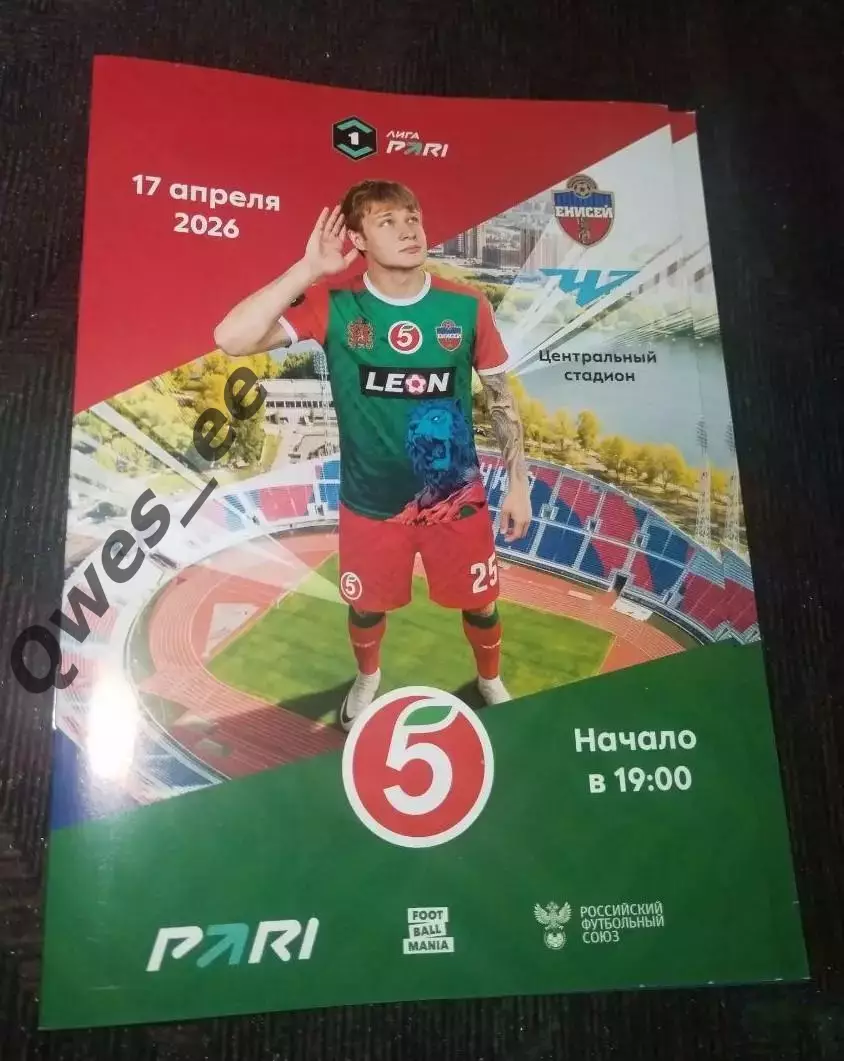 1
ЛИГА
PARI
17 апреля
2026
ЕНИСЕЙ
Центральный
стадион
5
ЕНИСЕЙ
LEON
25
5
5
Начало
в 19:00
PARI
FOOT
BALL
MANIA
РОССИЙСКИЙ
ФУТБОЛЬНЫЙ
СОЮЗ
Qwes_ee